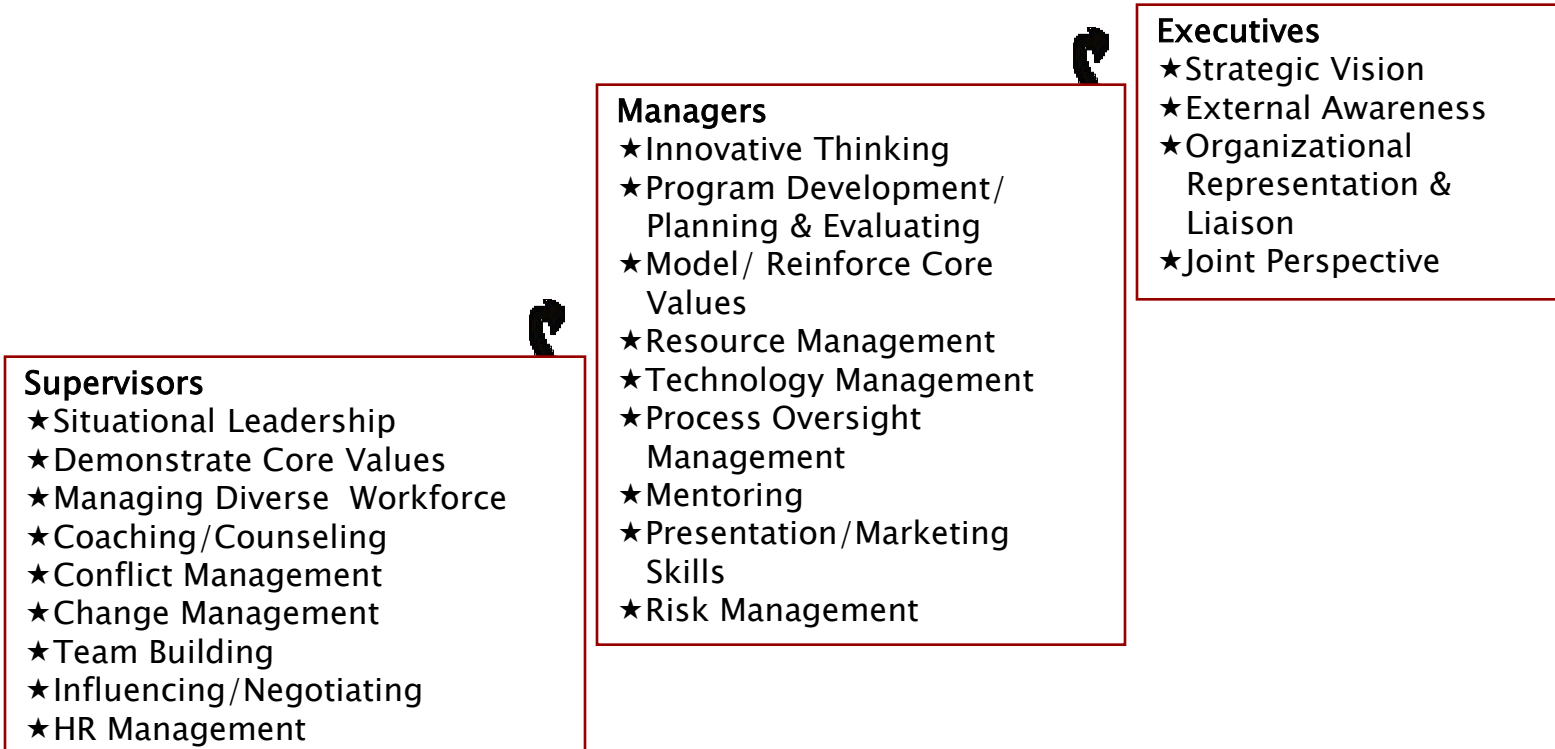 Executives
★Strategic Vision
★External Awareness
★Organizational
Representation &
Liaison
★Joint Perspective
Managers
★Innovative Thinking
★Program Development/
Planning & Evaluating
★Model/ Reinforce Core
Values
★Resource Management
★Technology Management
★Process Oversight
Management
★Mentoring
★Presentation/Marketing
Skills
★Risk Management
Supervisors
★Situational Leadership
★Demonstrate Core Values
★Managing Diverse  Workforce
★Coaching/Counseling
★Conflict Management
★Change Management
★Team Building
★Influencing/Negotiating
★HR Management